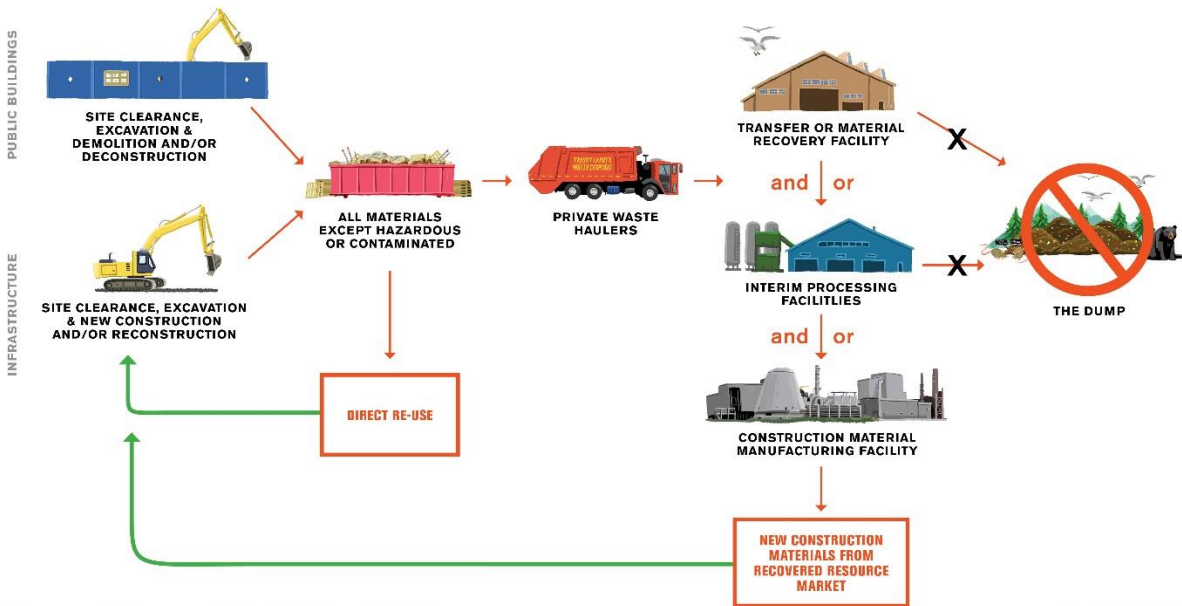 PUBLIC BUILDINGS
SITE CLEARANCE,
EXCAVATION &
DEMOLITION AND/OR
DECONSTRUCTION
INFRASTRUCTURE
SITE CLEARANCE, EXCAVATION
& NEW CONSTRUCTION
AND/OR RECONSTRUCTION
ALL MATERIALS
EXCEPT HAZARDOUS
OR CONTAMINATED
DIRECT RE-USE
WASTE DISPOSAL
PRIVATE WASTE
HAULERS
TRANSFER OR MATERIAL
RECOVERY FACILITY
X
and or
INTERIM PROCESSING
FACILITLIES
X
THE DUMP
and or
CONSTRUCTION MATERIAL
MANUFACTURING FACILITY
NEW CONSTRUCTION
MATERIALS FROM
RECOVERED RESOURCE
MARKET